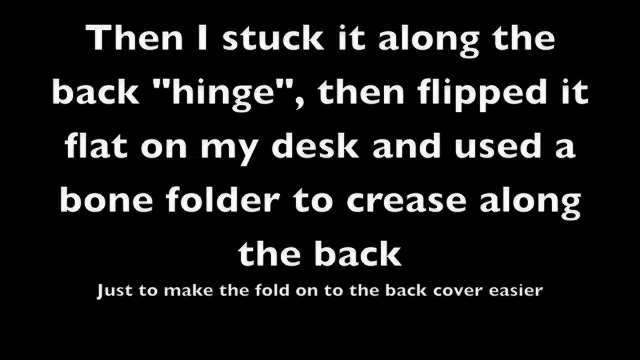 Then I stuck it along the
back "hinge", then flipped it
flat on my desk and used a
bone folder to crease along
the back
Just to make the fold on to the back cover easier